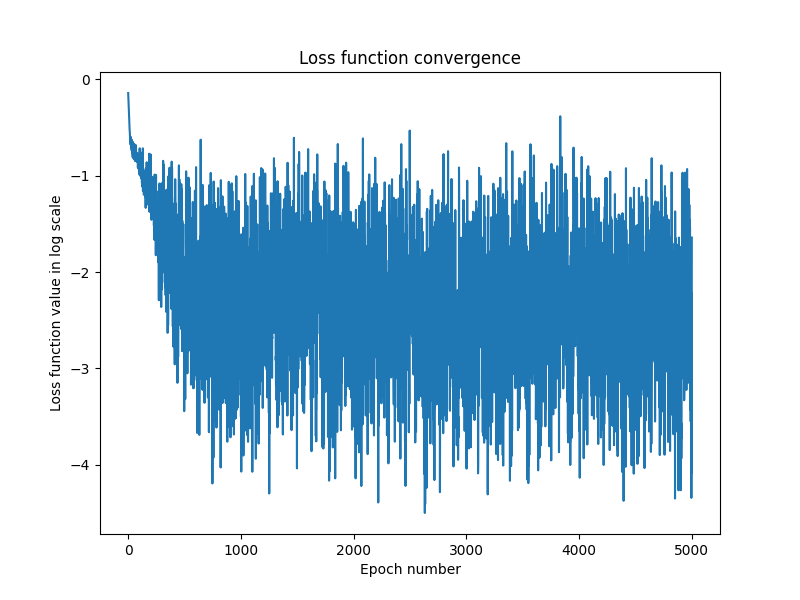 Loss function convergence
Loss function value in log scale
0
−1
−2
−3
−4
0 1000 2000 3000 4000 5000
Epoch number